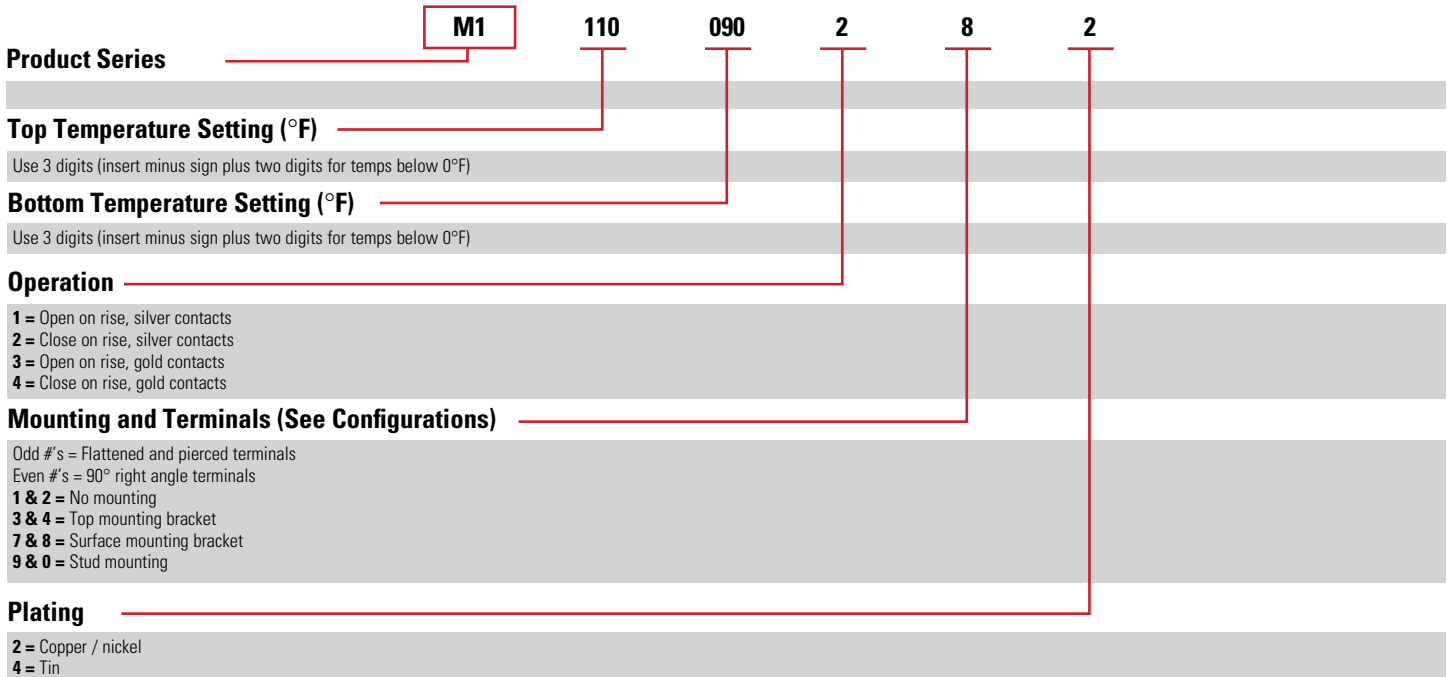 M1 110 090 2 8 2
Product Series
Top Temperature Setting (°F)
Use 3 digits (insert minus sign plus two digits for temps below 0°F)
Bottom Temperature Setting (°F)
Use 3 digits (insert minus sign plus two digits for temps below 0°F)
Operation
1 = Open on rise, silver contacts
2 = Close on rise, silver contacts
3 = Open on rise, gold contacts
4 = Close on rise, gold contacts
Mounting and Terminals (See Configurations)
Odd #'s = Flattened and pierced terminals
Even #'s = 90° right angle terminals
1 & 2 = No mounting
3 & 4 = Top mounting bracket
7 & 8 = Surface mounting bracket
9 & 0 = Stud mounting
Plating
2 = Copper / nickel
4 = Tin